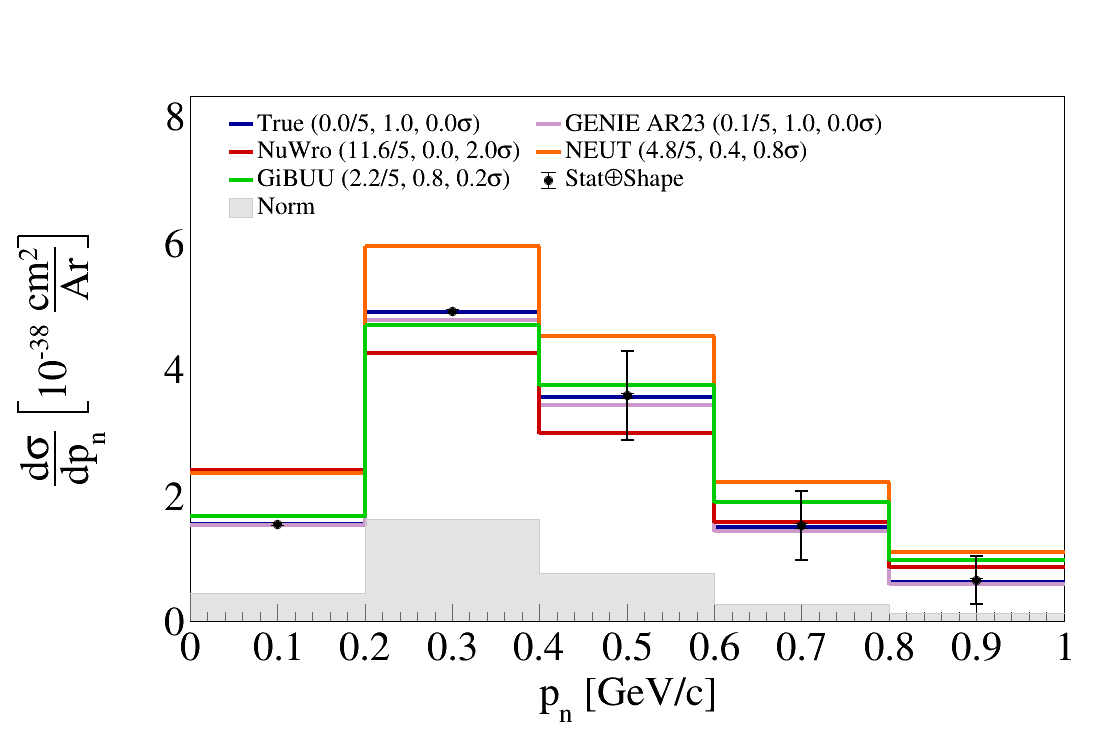 8
6
4
2
0
True (0.0/5, 1.0, 0.0σ)
GENIE AR23 (0.1/5, 1.0, 0.0σ)
NuWro (11.6/5, 0.0, 2.0σ)
NEUT (4.8/5, 0.4, 0.8σ)
GiBUU (2.2/5, 0.8, 0.2σ)
Stat⊕Shape
Norm
dσ/dpₙ [10⁻³⁸ cm²/Ar]
0 0.1 0.2 0.3 0.4 0.5 0.6 0.7 0.8 0.9 1
pₙ [GeV/c]